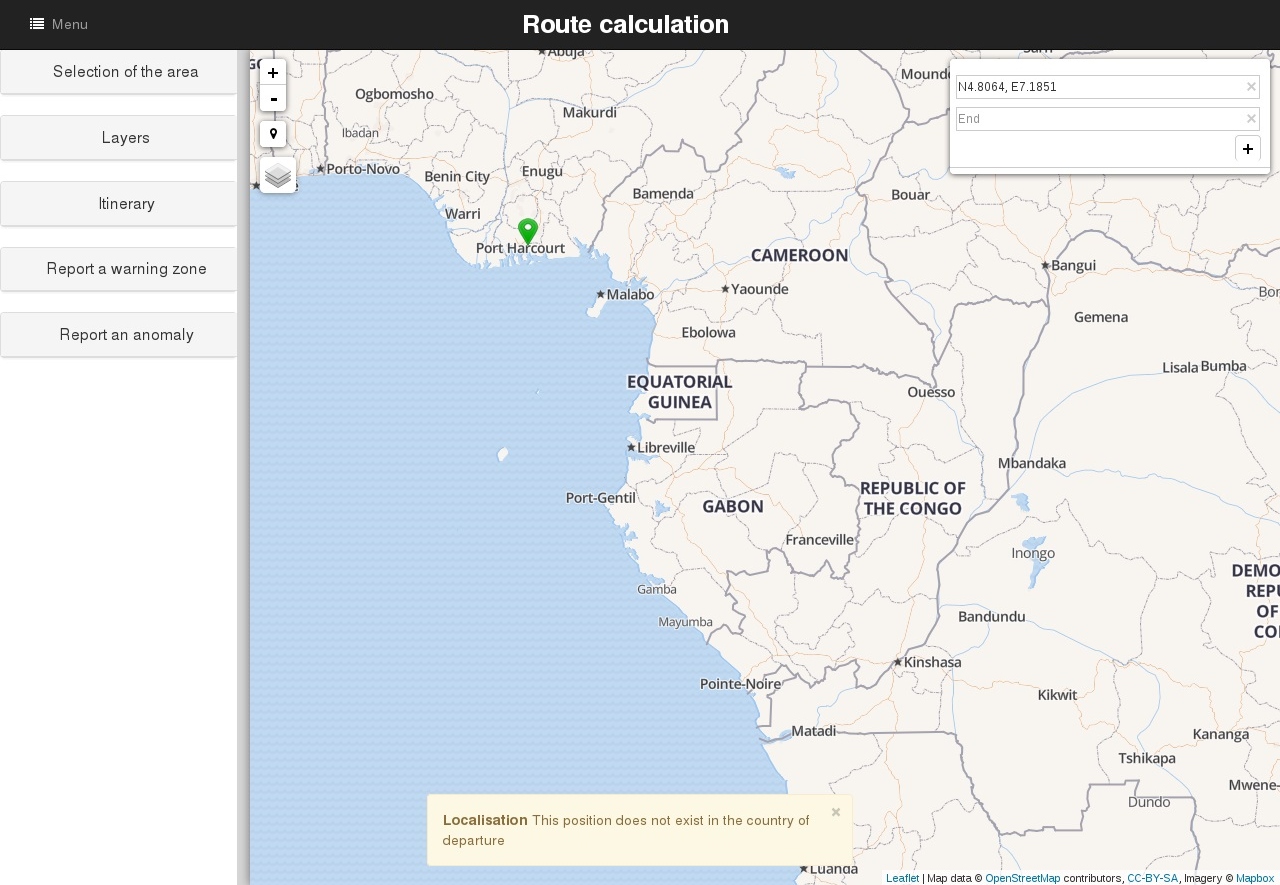 Menu
Route calculation
Selection of the area
Layers
Itinerary
Report a warning zone
Report an anomaly
+
-
N4.8064, E7.1851
×
End
×
+
Abuja
Ogbomosho
Makurdi
Ibadan
Porto-Novo
Benin City
Enugu
Bamenda
Bouar
Warri
Port Harcourt
CAMEROON
Bangui
Malabo
Yaounde
Gemena
Ebolowa
Lisala
Bumba
EQUATORIAL
GUINEA
Ouesso
Libreville
Mbandaka
Port-Gentil
GABON
REPUBLIC OF
THE CONGO
Franceville
Inongo
DEMO
REPU
OF
CO
Gamba
Mayumba
Bandundu
Kinshasa
Pointe-Noire
Kikwit
Matadi
Kananga
Tshikapa
Mwene-
Dundo
Localisation This position does not exist in the country of
departure
×
Luanda
Leaflet | Map data © OpenStreetMap contributors, CC-BY-SA, Imagery © Mapbox